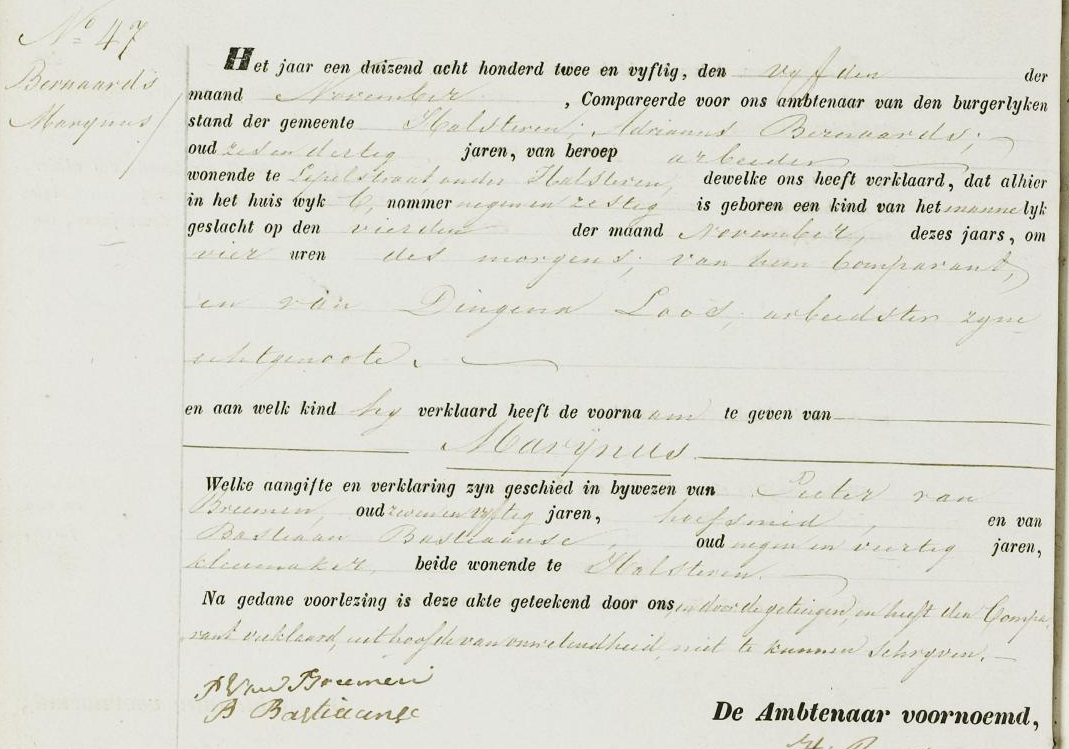 No 47
Bernaards
Marynus
Het jaar een duizend acht honderd twee en vyftig, den vyfden der
maand November, Compareerde voor ons ambtenaar van den burgerlyken
stand der gemeente Halsteren, Adrianus Bernaards,
oud zes en dertig jaren, van beroep arbeider
wonende te Lepelstraat onder Halsteren, dewelke ons heeft verklaard, dat alhier
in het huis wyk C, nommer negen en zestig is geboren een kind van het mannelyk
geslacht op den vierden der maand November, dezes jaars, om
vier uren des morgens, van hem Comparant,
en van Dingena Loos, arbeidster zyne
echtgenoote.
en aan welk kind hy verklaard heeft de voornaam te geven van
Marynus
Welke aangifte en verklaring zyn geschied in bywezen van Pieter van
Breemen, oud zeven en vyftig jaren, hoefsmid, en van
Bastiaan Bastiaanse, oud negen en veertig jaren,
kleermaker, beide wonende te Halsteren.
Na gedane voorlezing is deze akte geteekend door ons en door de getuigen, en heeft den Compa-
rant verklaard, uit hoofde van onwetendheid, niet te kunnen schryven.
P Van Breemen
B Bastiaanse
De Ambtenaar voornoemd,